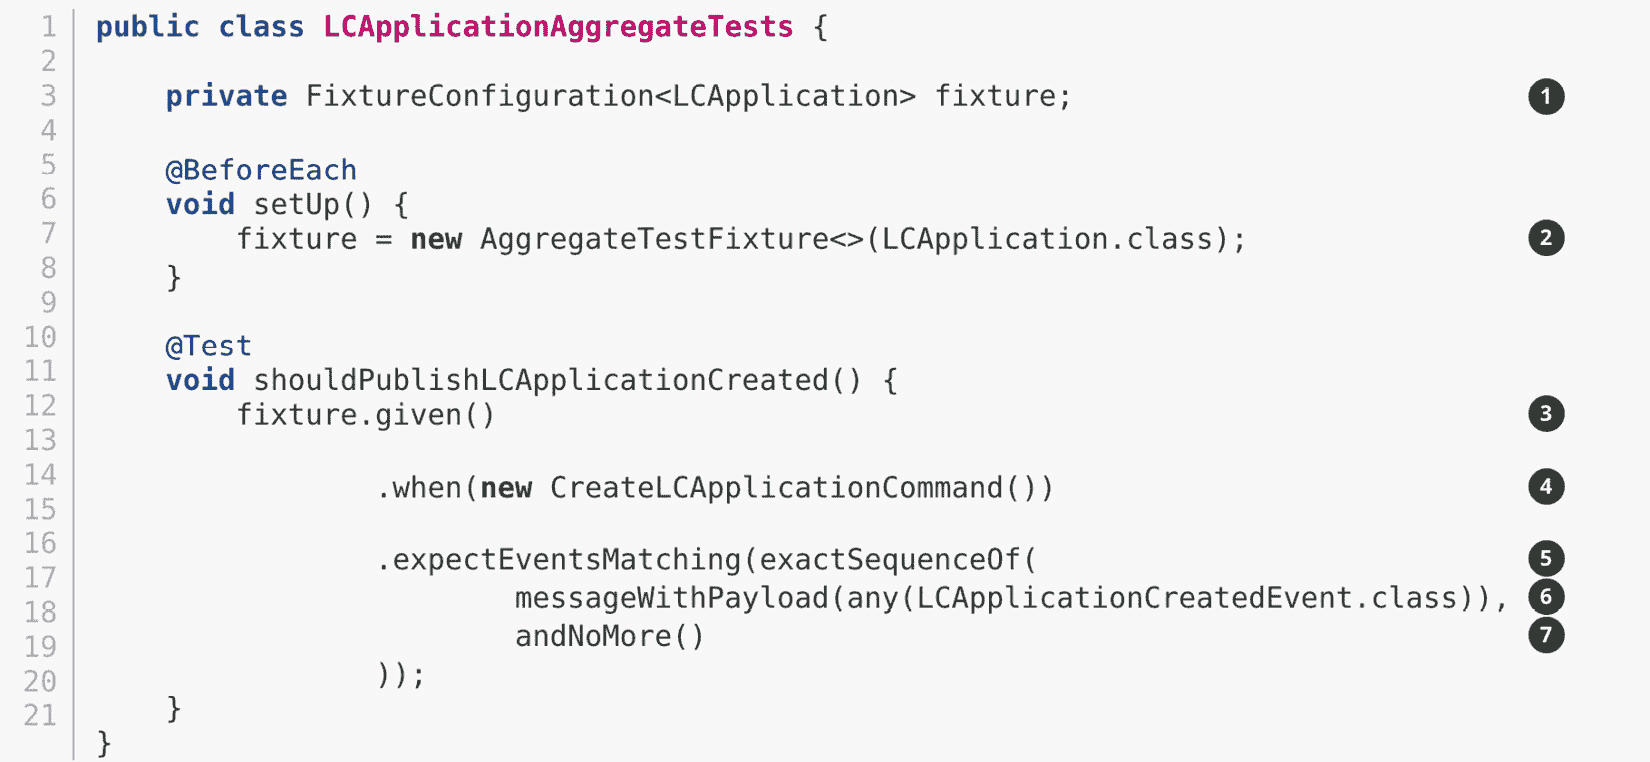 1 public class LCApplicationAggregateTests {
2
3 private FixtureConfiguration<LCApplication> fixture; 1
4
5 @BeforeEach
6 void setUp() {
7 fixture = new AggregateTestFixture<>(LCApplication.class); 2
8 }
9
10 @Test
11 void shouldPublishLCApplicationCreated() {
12 fixture.given() 3
13
14 .when(new CreateLCApplicationCommand()) 4
15
16 .expectEventsMatching(exactSequenceOf( 5
17 messageWithPayload(any(LCApplicationCreatedEvent.class)), 6
18 andNoMore() 7
19 ));
20 }
21 }